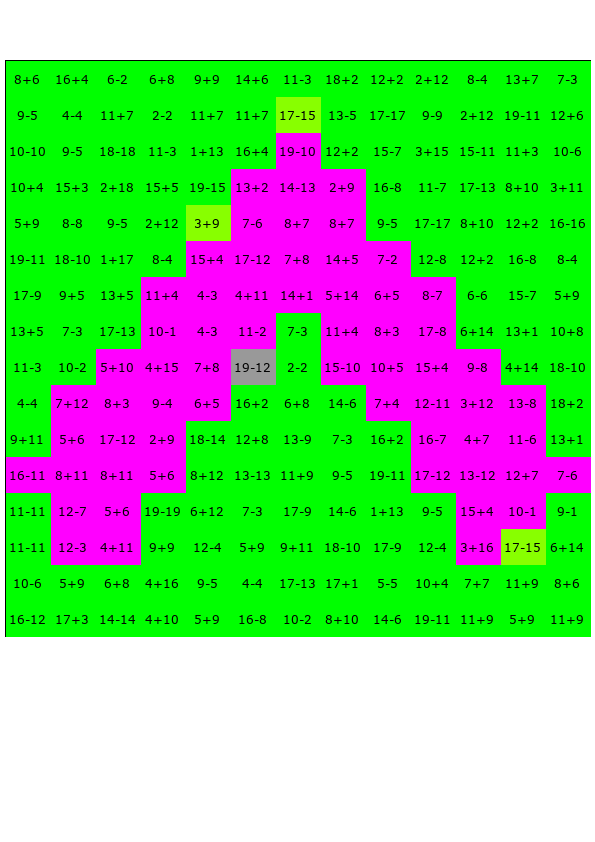 8+6 16+4 6-2 6+8 9+9 14+6 11-3 18+2 12+2 2+12 8-4 13+7 7-3
9-5 4-4 11+7 2-2 11+7 11+7 17-15 13-5 17-17 9-9 2+12 19-11 12+6
10-10 9-5 18-18 11-3 1+13 16+4 19-10 12+2 15-7 3+15 15-11 11+3 10-6
10+4 15+3 2+18 15+5 19-15 13+2 14-13 2+9 16-8 11-7 17-13 8+10 3+11
5+9 8-8 9-5 2+12 3+9 7-6 8+7 8+7 9-5 17-17 8+10 12+2 16-16
19-11 18-10 1+17 8-4 15+4 17-12 7+8 14+5 7-2 12-8 12+2 16-8 8-4
17-9 9+5 13+5 11+4 4-3 4+11 14+1 5+14 6+5 8-7 6-6 15-7 5+9
13+5 7-3 17-13 10-1 4-3 11-2 7-3 11+4 8+3 17-8 6+14 13+1 10+8
11-3 10-2 5+10 4+15 7+8 19-12 2-2 15-10 10+5 15+4 9-8 4+14 18-10
4-4 7+12 8+3 9-4 6+5 16+2 6+8 14-6 7+4 12-11 3+12 13-8 18+2
9+11 5+6 17-12 2+9 18-14 12+8 13-9 7-3 16+2 16-7 4+7 11-6 13+1
16-11 8+11 8+11 5+6 8+12 13-13 11+9 9-5 19-11 17-12 13-12 12+7 7-6
11-11 12-7 5+6 19-19 6+12 7-3 17-9 14-6 1+13 9-5 15+4 10-1 9-1
11-11 12-3 4+11 9+9 12-4 5+9 9+11 18-10 17-9 12-4 3+16 17-15 6+14
10-6 5+9 6+8 4+16 9-5 4-4 17-13 17+1 5-5 10+4 7+7 11+9 8+6
16-12 17+3 14-14 4+10 5+9 16-8 10-2 8+10 14-6 19-11 11+9 5+9 11+9